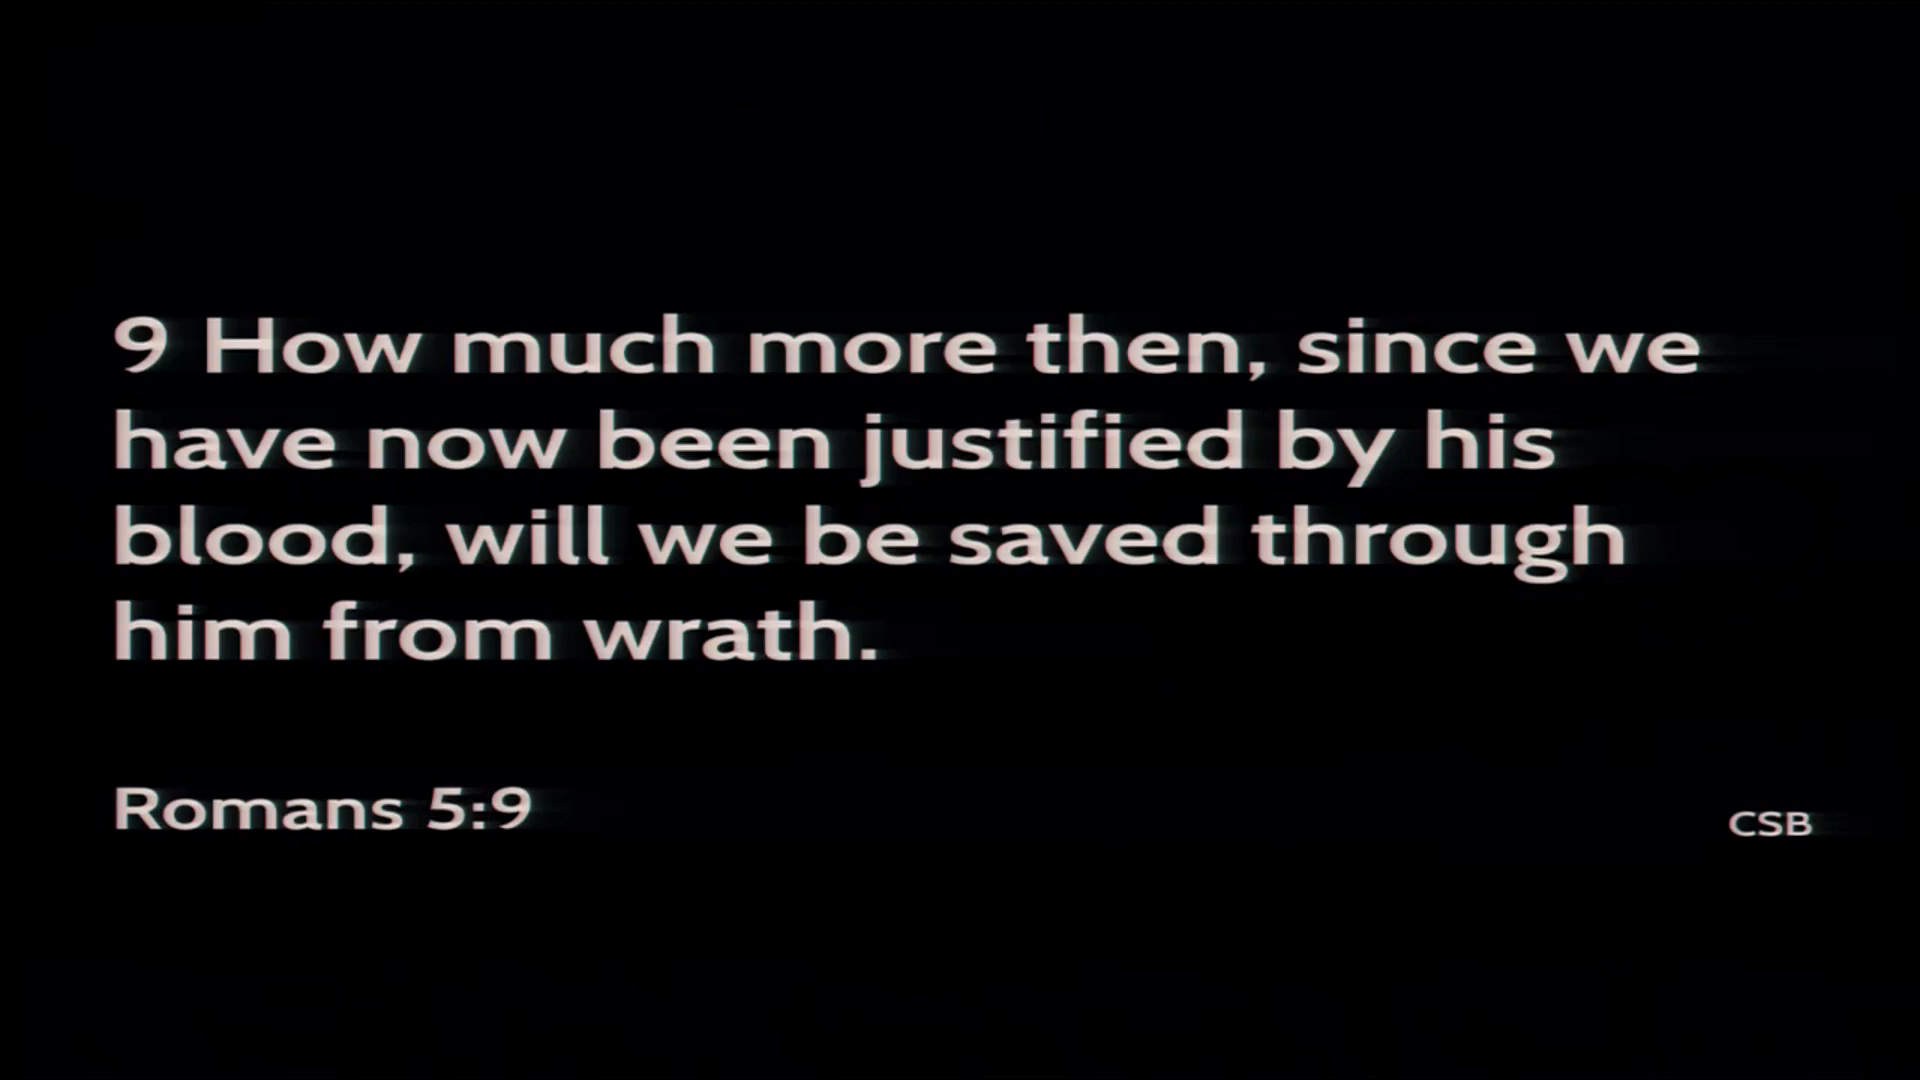 9 How much more then, since we
have now been justified by his
blood, will we be saved through
him from wrath.
Romans 5:9
CSB